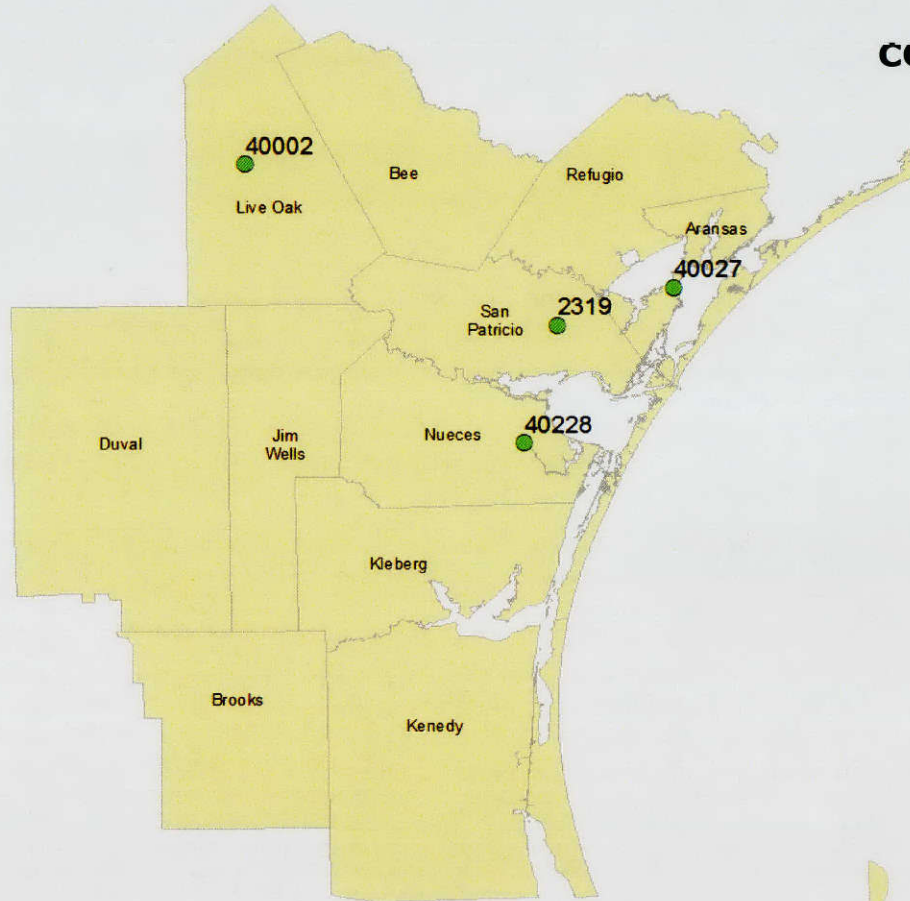 40002
Bee
Refugio
Live Oak
Aransas
40027
San
Patricio
2319
Duval
Jim
Wells
Nueces
40228
Kleberg
Brooks
Kenedy